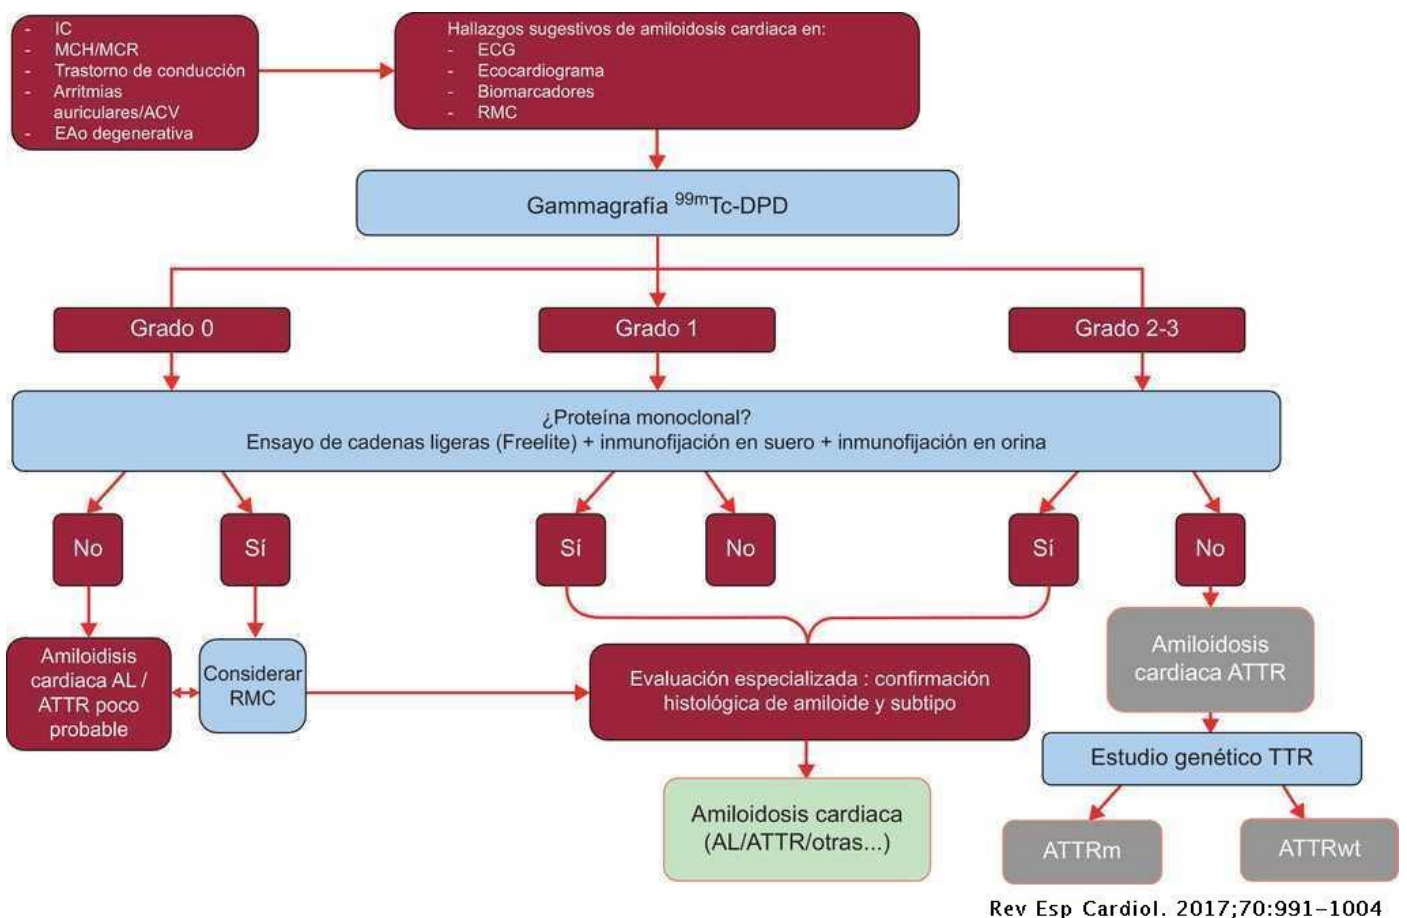 - IC
- MCH/MCR
- Trastorno de conducción
- Arritmias
auriculares/ACV
- EAo degenerativa
Hallazgos sugestivos de amiloidosis cardiaca en:
- ECG
- Ecocardiograma
- Biomarcadores
- RMC
Gammagrafía ⁹⁹ᵐTc-DPD
Grado 0
Grado 1
Grado 2-3
¿Proteína monoclonal?
Ensayo de cadenas ligeras (Freelite) + inmunofijación en suero + inmunofijación en orina
No
Sí
Sí
No
Sí
No
Amiloidisis
cardiaca AL /
ATTR poco
probable
Considerar
RMC
Evaluación especializada : confirmación
histológica de amiloide y subtipo
Amiloidosis
cardiaca ATTR
Estudio genético TTR
Amiloidosis cardiaca
(AL/ATTR/otras...)
ATTRm
ATTRwt
Rev Esp Cardiol. 2017;70:991–1004